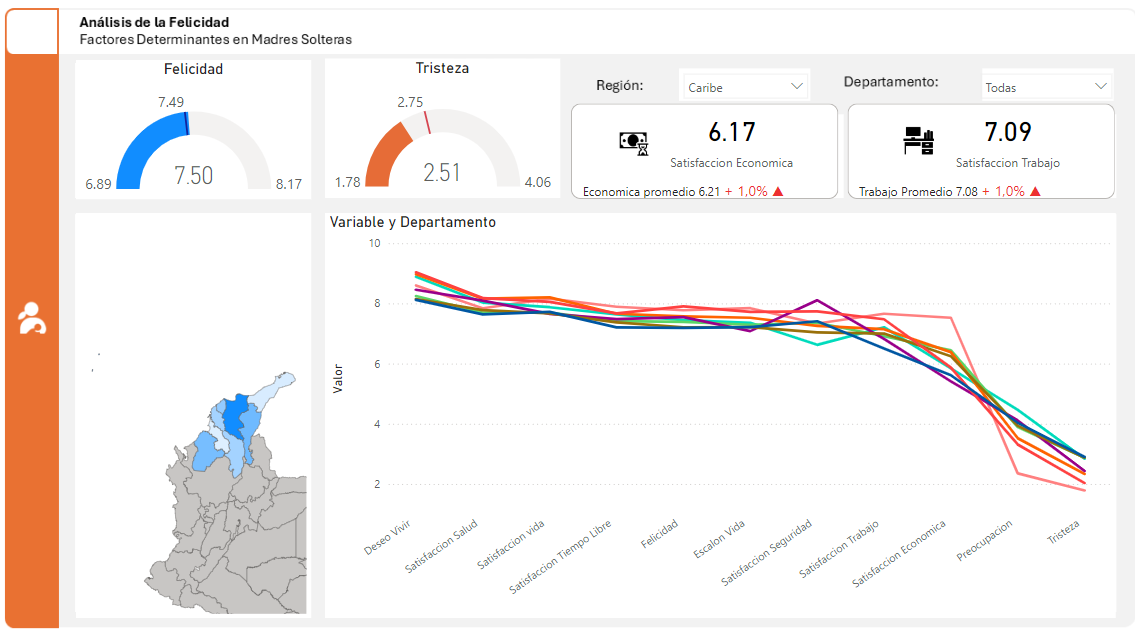 Análisis de la Felicidad
Factores Determinantes en Madres Solteras
Felicidad
7.49
6.89
7.50
8.17
Tristeza
2.75
1.78
2.51
4.06
Región:
Caribe
Departamento:
Todas
6.17
Satisfaccion Economica
Economica promedio 6.21 + 1,0% ▲
7.09
Satisfaccion Trabajo
Trabajo Promedio 7.08 + 1,0% ▲
Variable y Departamento
Valor
10
8
6
4
2
Deseo Vivir
Satisfaccion Salud
Satisfaccion vida
Satisfaccion Tiempo Libre
Felicidad
Escalon Vida
Satisfaccion Seguridad
Satisfaccion Trabajo
Satisfaccion Economica
Preocupacion
Tristeza